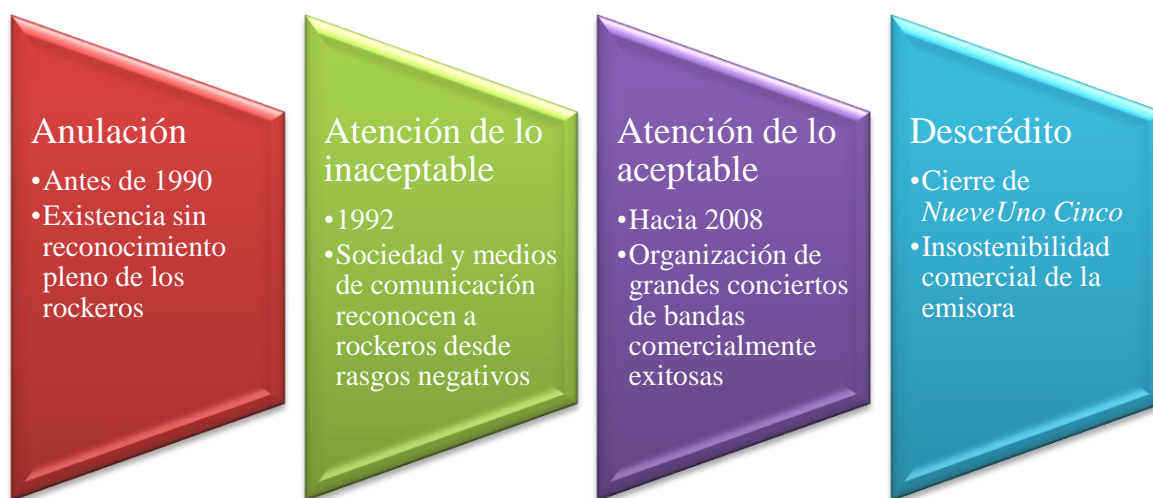 Anulación
•Antes de 1990
•Existencia sin
reconocimiento
pleno de los
rockeros
Atención de lo
inaceptable
•1992
•Sociedad y medios
de comunicación
reconocen a
rockeros desde
rasgos negativos
Atención de lo
aceptable
•Hacia 2008
•Organización de
grandes conciertos
de bandas
comercialmente
exitosas
Descrédito
•Cierre de
NueveUno Cinco
•Insostenibilidad
comercial de la
emisora